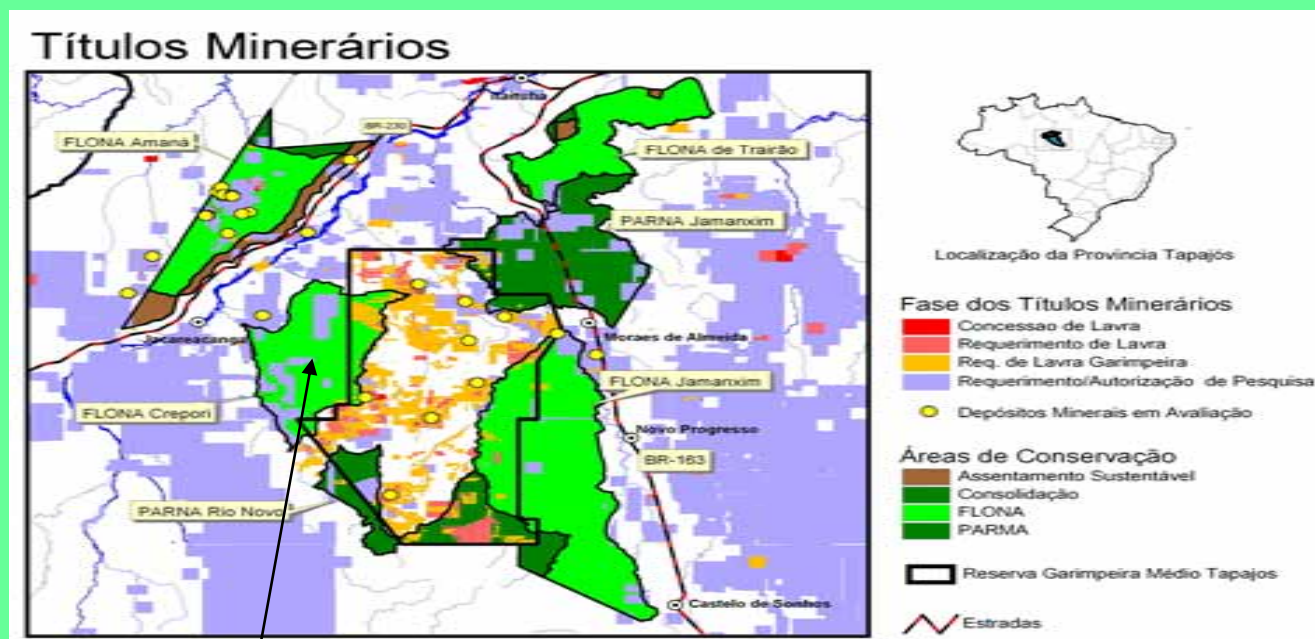 Títulos Minerários
Itaituba
BR-230
FLONA Amanã
FLONA de Trairão
PARNA Jamanxim
Jacareacanga
Moraes de Almeida
FLONA Jamanxim
FLONA Crepori
Novo Progresso
BR-163
PARNA Rio Novo
Castelo de Sonhos
Localização da Provincia Tapajós
Fase dos Títulos Minerários
Concessao de Lavra
Requerimento de Lavra
Req. de Lavra Garimpeira
Requerimento/Autorização de Pesquisa
Depósitos Minerais em Avaliação
Áreas de Conservação
Assentamento Sustentável
Consolidação
FLONA
PARMA
Reserva Garimpeira Médio Tapajos
Estradas